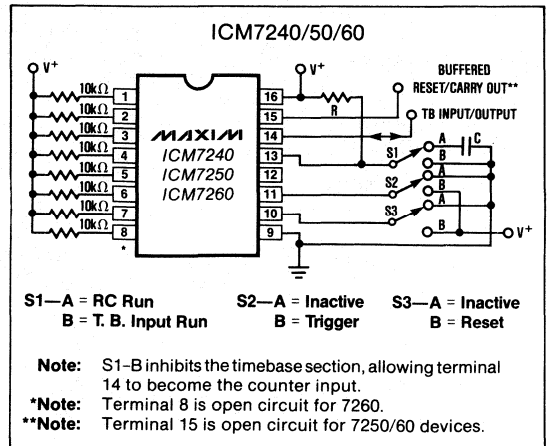 ICM7240/50/60
V+
10kΩ 1
10kΩ 2
10kΩ 3
10kΩ 4
10kΩ 5
10kΩ 6
10kΩ 7
10kΩ 8
*
MAXIM
ICM7240
ICM7250
ICM7260
16
15
14
13
12
11
10
9
V+
R
BUFFERED
RESET/CARRY OUT**
TB INPUT/OUTPUT
S1 A C
B
S2 A
B
S3 A
B V+
S1—A = RC Run
B = T. B. Input Run
S2—A = Inactive
B = Trigger
S3—A = Inactive
B = Reset
Note: S1-B inhibits the timebase section, allowing terminal
14 to become the counter input.
*Note: Terminal 8 is open circuit for 7260.
**Note: Terminal 15 is open circuit for 7250/60 devices.